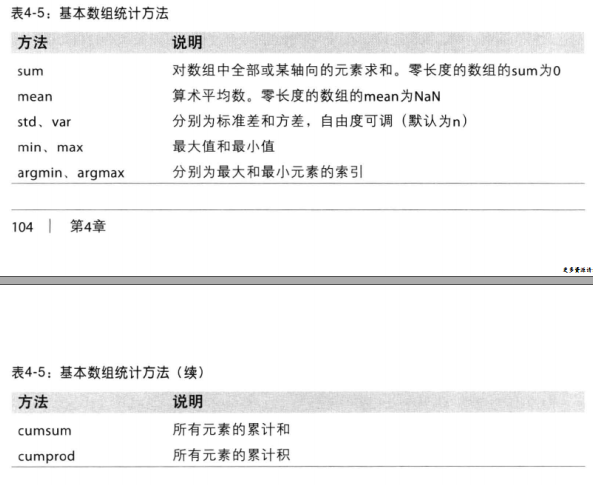 表4-5：基本数组统计方法
方法 说明
sum 对数组中全部或某轴向的元素求和。零长度的数组的sum为0
mean 算术平均数。零长度的数组的mean为NaN
std、var 分别为标准差和方差，自由度可调（默认为n）
min、max 最大值和最小值
argmin、argmax 分别为最大和最小元素的索引
104 | 第4章
表4-5：基本数组统计方法（续）
方法 说明
cumsum 所有元素的累计和
cumprod 所有元素的累计积